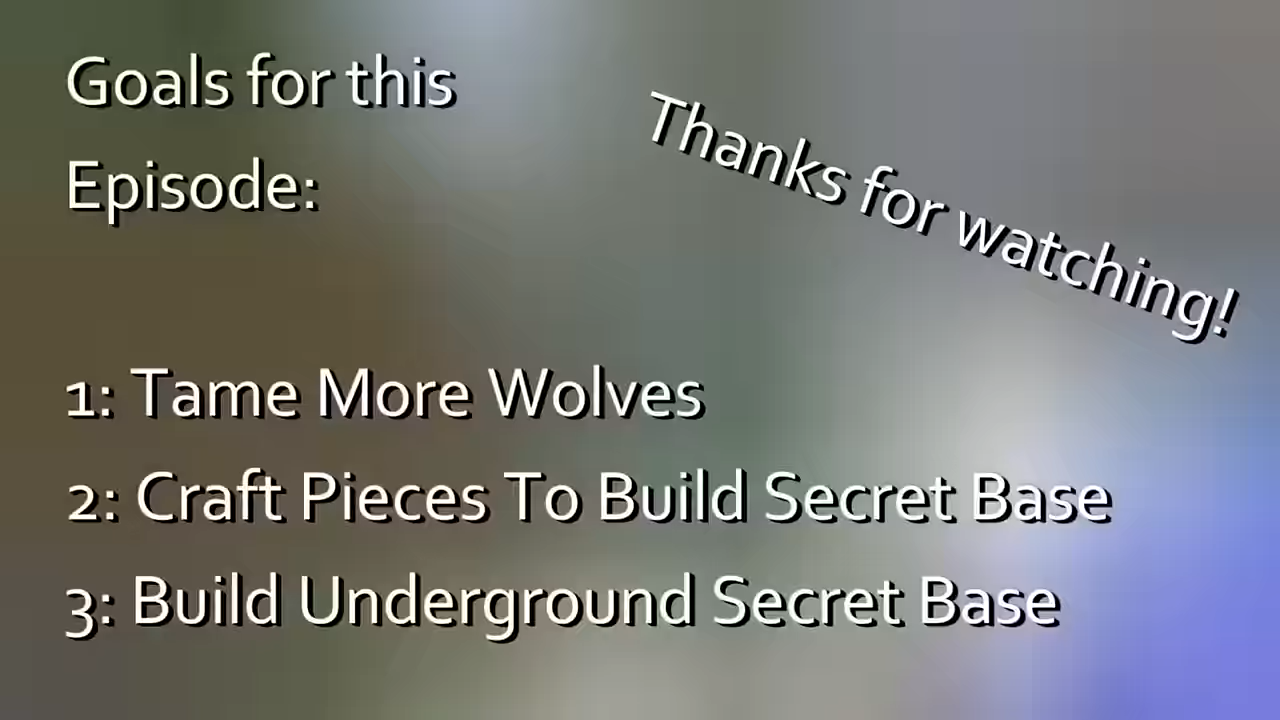 Goals for this
Episode:
Thanks for watching!
1: Tame More Wolves
2: Craft Pieces To Build Secret Base
3: Build Underground Secret Base